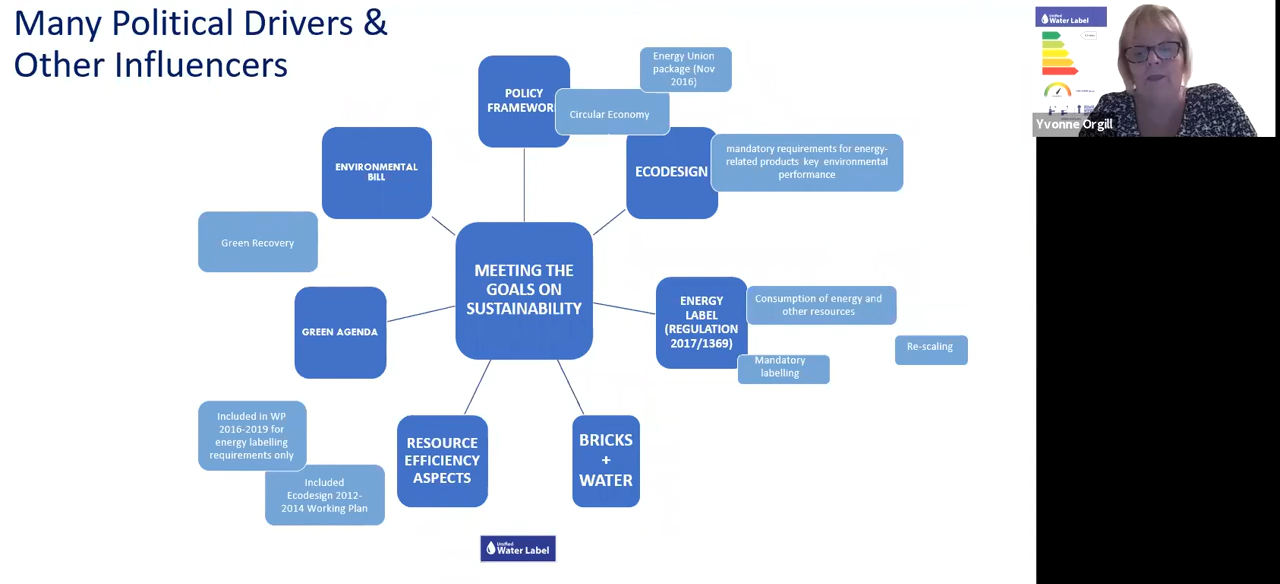 Many Political Drivers &
Other Influencers
Energy Union
package (Nov
2016)
POLICY
FRAMEWOR
Circular Economy
ENVIRONMENTAL
BILL
ECODESIGN
mandatory requirements for energy-
related products key environmental
performance
Green Recovery
MEETING THE
GOALS ON
SUSTAINABILITY
ENERGY
LABEL
(REGULATION
2017/1369)
Consumption of energy and
other resources
Re-scaling
Mandatory
labelling
GREEN AGENDA
Included in WP
2016-2019 for
energy labelling
requirements only
Included
Ecodesign 2012-
2014 Working Plan
RESOURCE
EFFICIENCY
ASPECTS
BRICKS
+
WATER
Unified
Water Label
Unified
Water Label
Yvonne Orgill